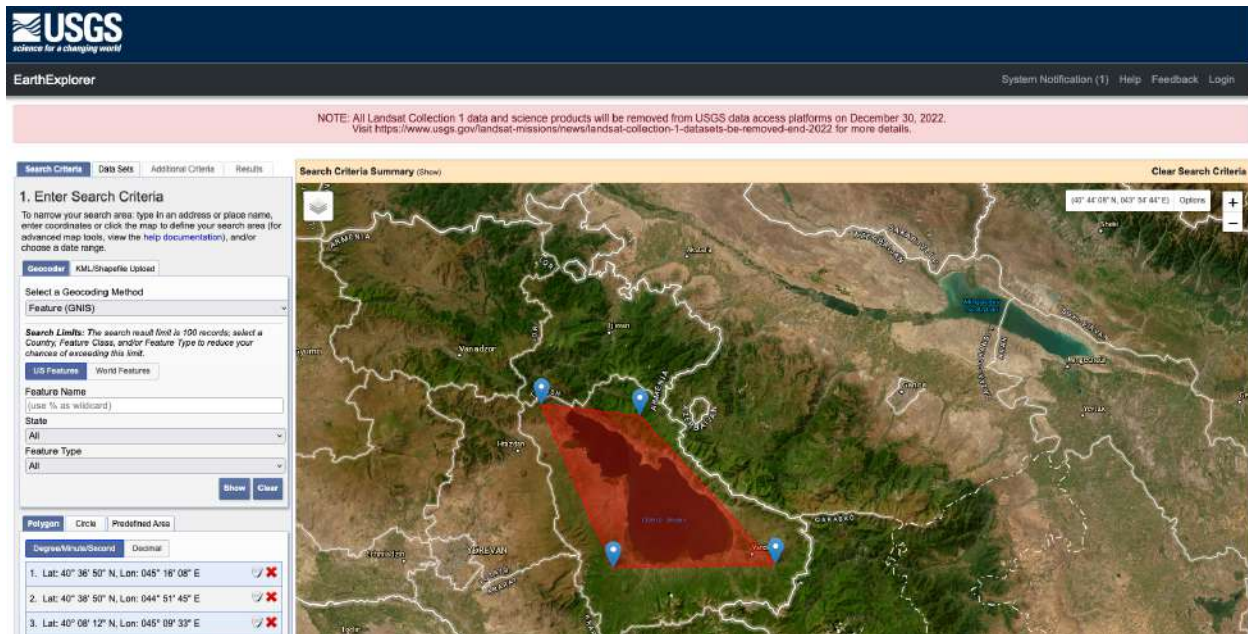 USGS
science for a changing world
EarthExplorer
System Notification (1) Help Feedback Login
NOTE: All Landsat Collection 1 data and science products will be removed from USGS data access platforms on December 30, 2022.
Visit https://www.usgs.gov/landsat-missions/news/landsat-collection-1-datasets-be-removed-end-2022 for more details.
Search Criteria Data Sets Additional Criteria Results
1. Enter Search Criteria
To narrow your search area: type in an address or place name,
enter coordinates or click the map to define your search area (for
advanced map tools, view the help documentation), and/or
choose a date range.
Geocoder KML/Shapefile Upload
Select a Geocoding Method
Feature (GNIS)
Search Limits: The search result limit is 100 records; select a
Country, Feature Class, and/or Feature Type to reduce your
chances of exceeding this limit.
US Features World Features
Feature Name
(use % as wildcard)
State
All
Feature Type
All
Show Clear
Polygon Circle Predefined Area
Degree/Minute/Second Decimal
1. Lat: 40° 36' 50" N, Lon: 045° 16' 08" E
2. Lat: 40° 38' 50" N, Lon: 044° 51' 45" E
3. Lat: 40° 08' 12" N, Lon: 045° 09' 33" E
Search Criteria Summary (Show)
Clear Search Criteria
Options
+
−
ARMENIA
Sheki
Ijevan
Vanadzor
ARMENIA
Hrazdan
YEREVAN